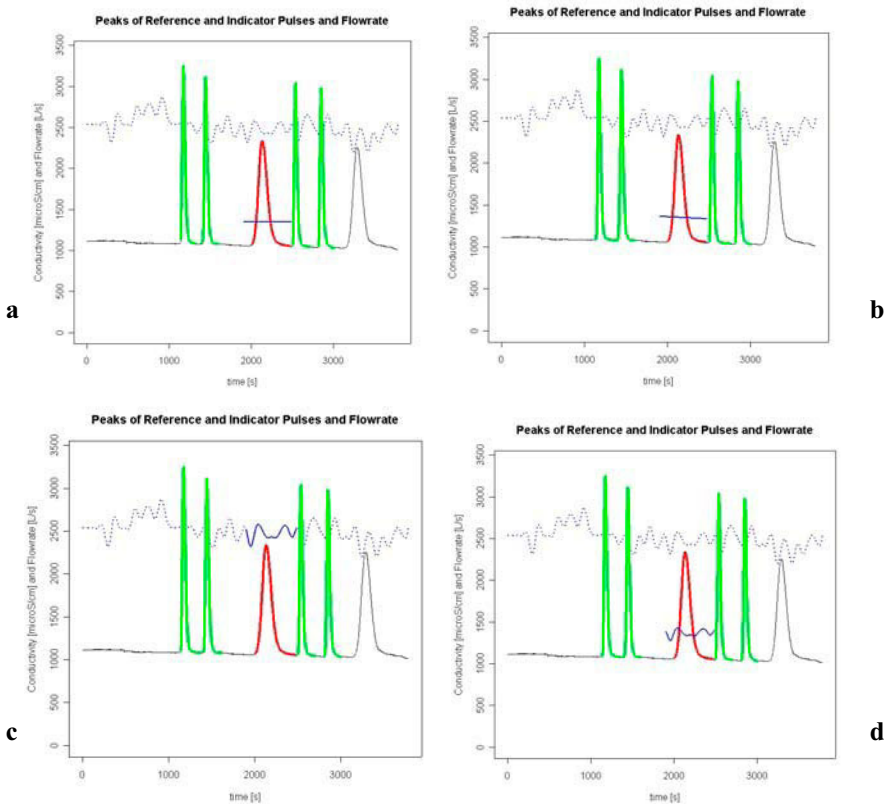 Peaks of Reference and Indicator Pulses and Flowrate
Conductivity [microS/cm] and Flowrate [L/s]
3500
3000
2500
2000
1500
1000
500
0
0 1000 2000 3000
time [s]
a
Peaks of Reference and Indicator Pulses and Flowrate
Conductivity [microS/cm] and Flowrate [L/s]
3500
3000
2500
2000
1500
1000
500
0
0 1000 2000 3000
time [s]
b
Peaks of Reference and Indicator Pulses and Flowrate
Conductivity [microS/cm] and Flowrate [L/s]
3500
3000
2500
2000
1500
1000
500
0
0 1000 2000 3000
time [s]
c
Peaks of Reference and Indicator Pulses and Flowrate
Conductivity [microS/cm] and Flowrate [L/s]
3500
3000
2500
2000
1500
1000
500
0
0 1000 2000 3000
time [s]
d